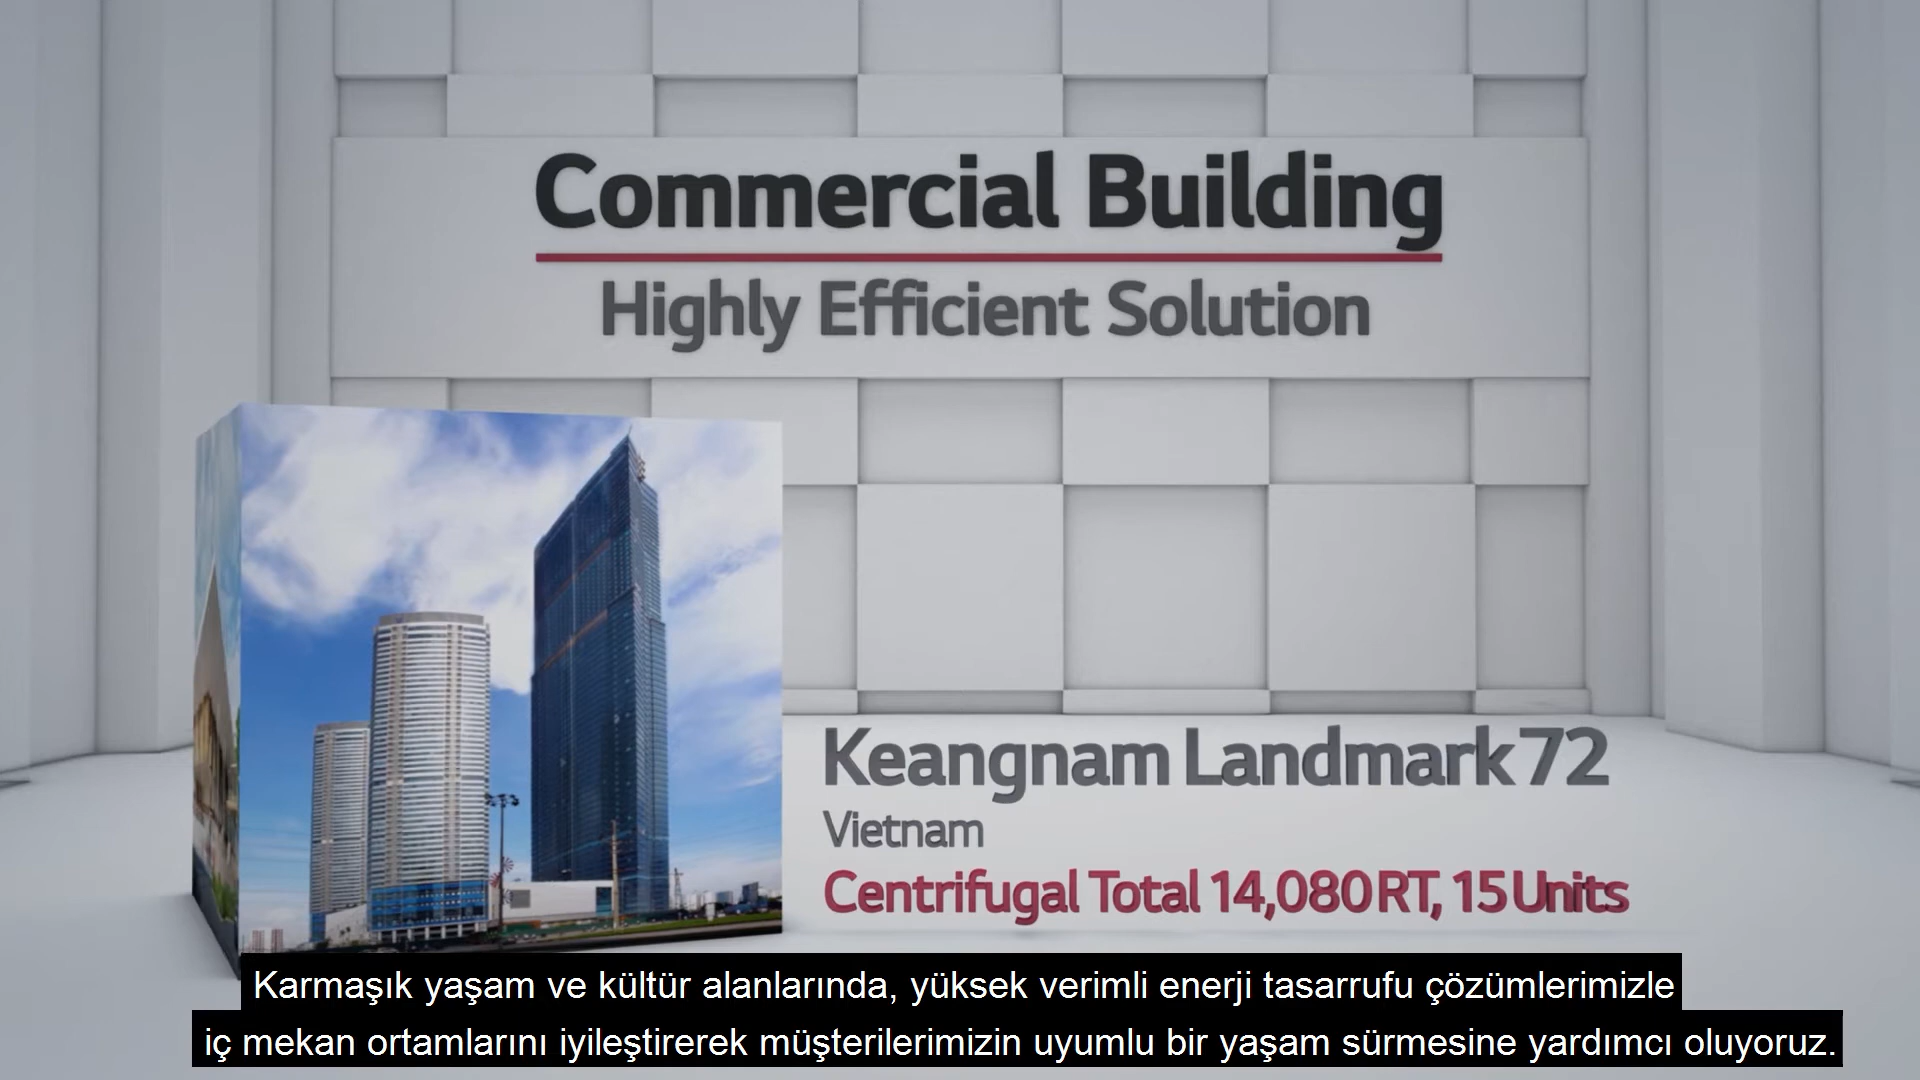 Commercial Building
Highly Efficient Solution
Keangnam Landmark 72
Vietnam
Centrifugal Total 14,080 RT, 15 Units
Karmaşık yaşam ve kültür alanlarında, yüksek verimli enerji tasarrufu çözümlerimizle
iç mekan ortamlarını iyileştirerek müşterilerimizin uyumlu bir yaşam sürmesine yardımcı oluyoruz.